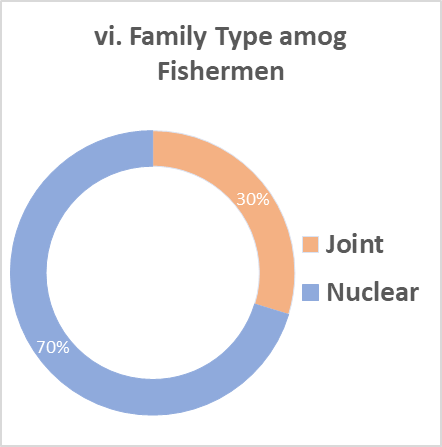 vi. Family Type amog
Fishermen
30%
Joint
Nuclear
70%